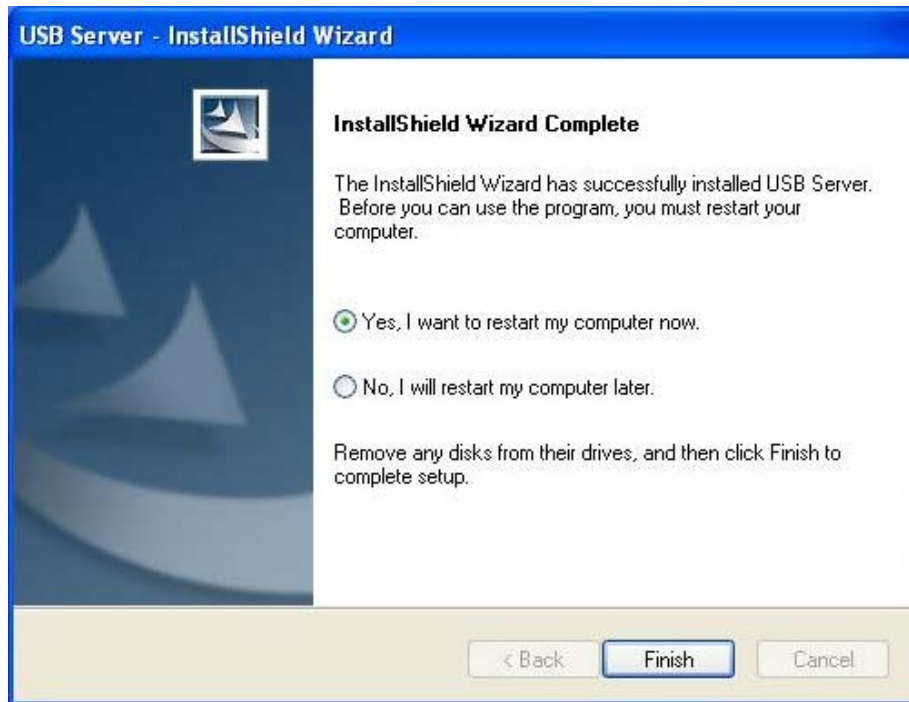 USB Server - InstallShield Wizard
InstallShield Wizard Complete
The InstallShield Wizard has successfully installed USB Server.
Before you can use the program, you must restart your
computer.
Yes, I want to restart my computer now.
No, I will restart my computer later.
Remove any disks from their drives, and then click Finish to
complete setup.
< Back Finish Cancel